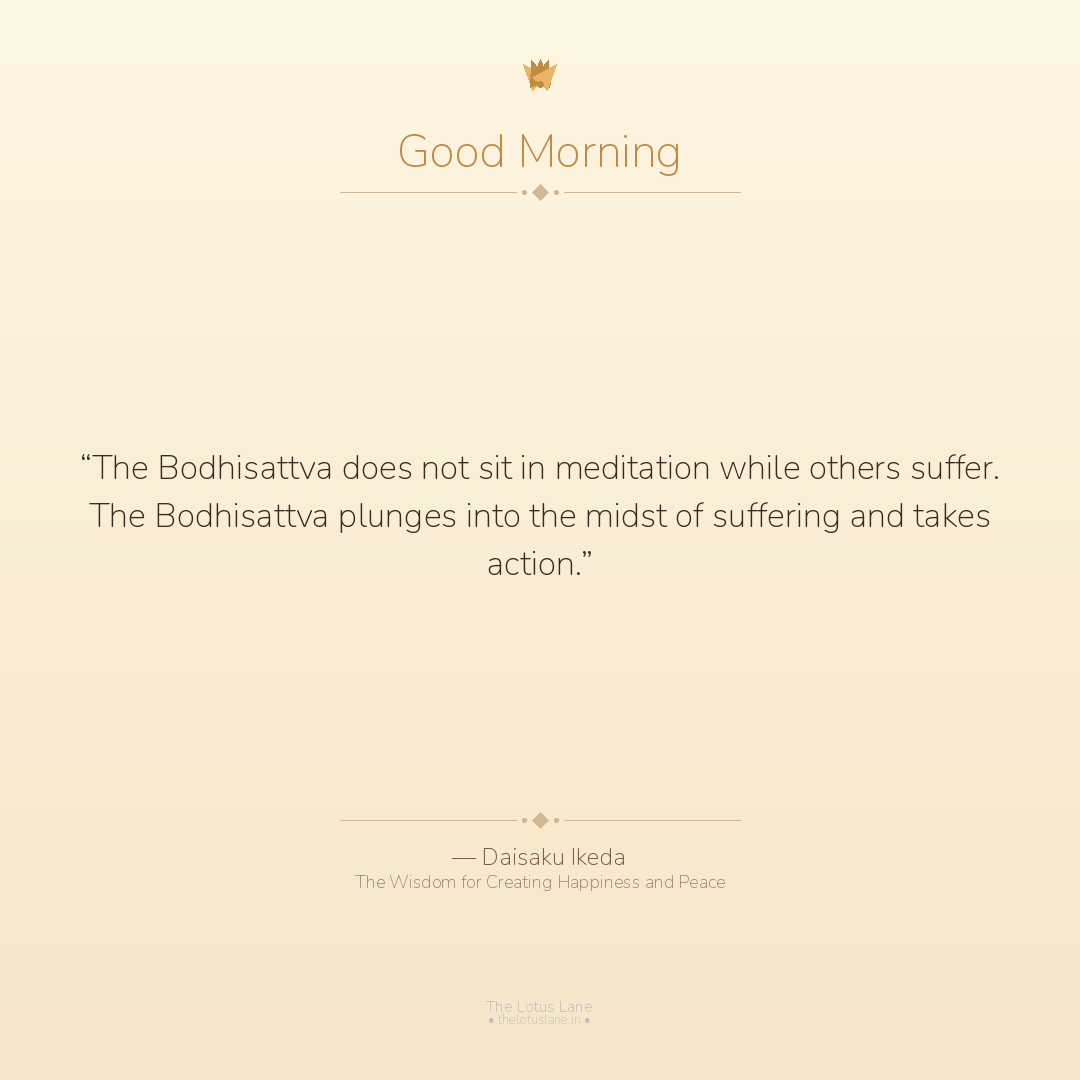 Good Morning
“The Bodhisattva does not sit in meditation while others suffer.
The Bodhisattva plunges into the midst of suffering and takes
action.”
— Daisaku Ikeda
The Wisdom for Creating Happiness and Peace
The Lotus Lane
• thelotuslane.in •